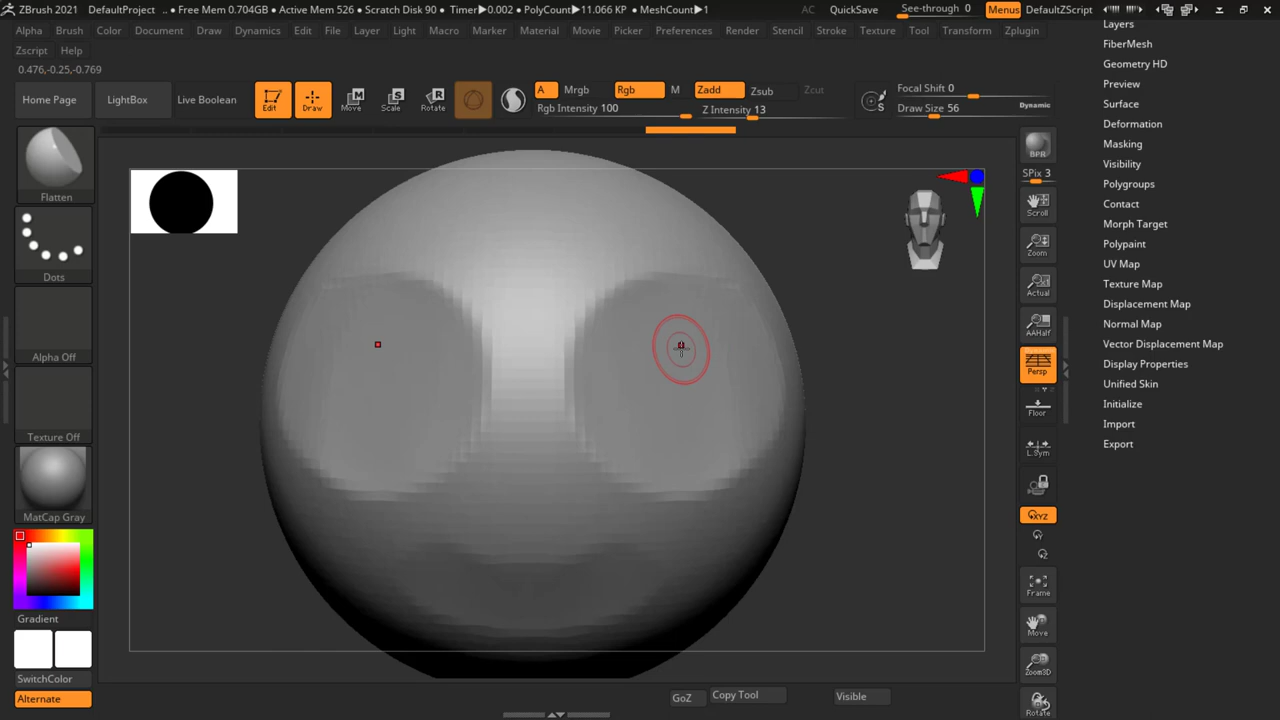 ZBrush 2021 DefaultProject .. • Free Mem 0.704GB • Active Mem 526 • Scratch Disk 90 • Timer▶0.002 • PolyCount▶11.066 KP • MeshCount▶1 AC QuickSave See-through 0 Menus DefaultZScript
Alpha Brush Color Document Draw Dynamics Edit File Layer Light Macro Marker Material Movie Picker Preferences Render Stencil Stroke Texture Tool Transform Zplugin
Zscript Help
0.476,-0.25,-0.769
Home Page LightBox Live Boolean Edit Draw Move Scale Rotate
A Mrgb Rgb M Zadd Zsub Zcut
Rgb Intensity 100 Z Intensity 13
Focal Shift 0
Draw Size 56 Dynamic
Flatten
Dots
Alpha Off
Texture Off
MatCap Gray
Gradient
SwitchColor
Alternate
BPR
SPix 3
Scroll
Zoom
Actual
AAHalf
Persp
Floor
L.Sym
XYZ
Y
Z
Frame
Move
Zoom3D
Rotate
Layers
FiberMesh
Geometry HD
Preview
Surface
Deformation
Masking
Visibility
Polygroups
Contact
Morph Target
Polypaint
UV Map
Texture Map
Displacement Map
Normal Map
Vector Displacement Map
Display Properties
Unified Skin
Initialize
Import
Export
GoZ Copy Tool Visible